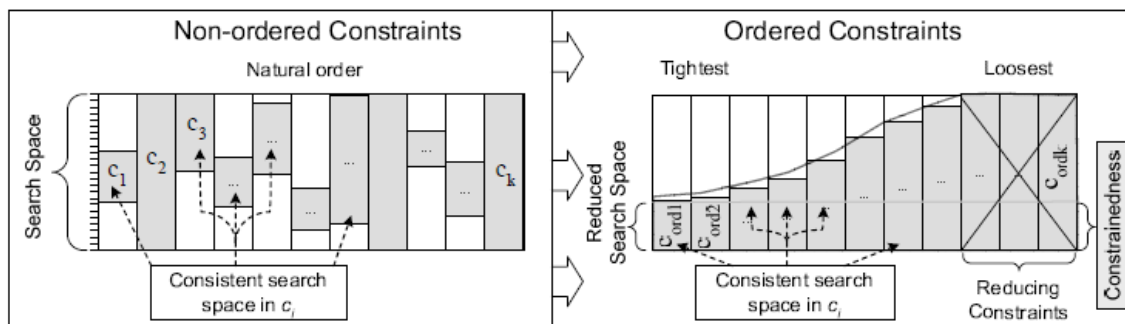 Non-ordered Constraints
Natural order
Search Space
c1
c2
c3
...
...
...
...
...
...
ck
Consistent search
space in ci
Ordered Constraints
Tightest
Loosest
Reduced
Search Space
cord1
cord2
...
...
...
...
...
...
...
...
cordk
Constrainedness
Consistent search
space in ci
Reducing
Constraints